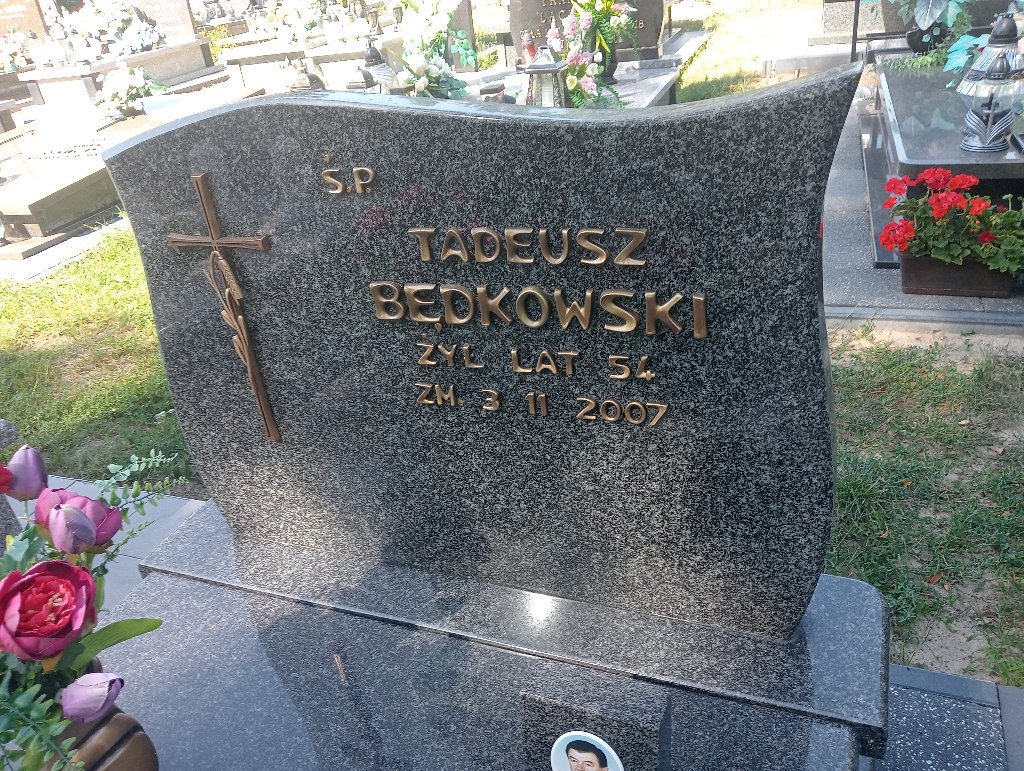 Ś.P.
TADEUSZ
BĘDKOWSKI
ŻYŁ LAT 54
ZM. 3 11 2007